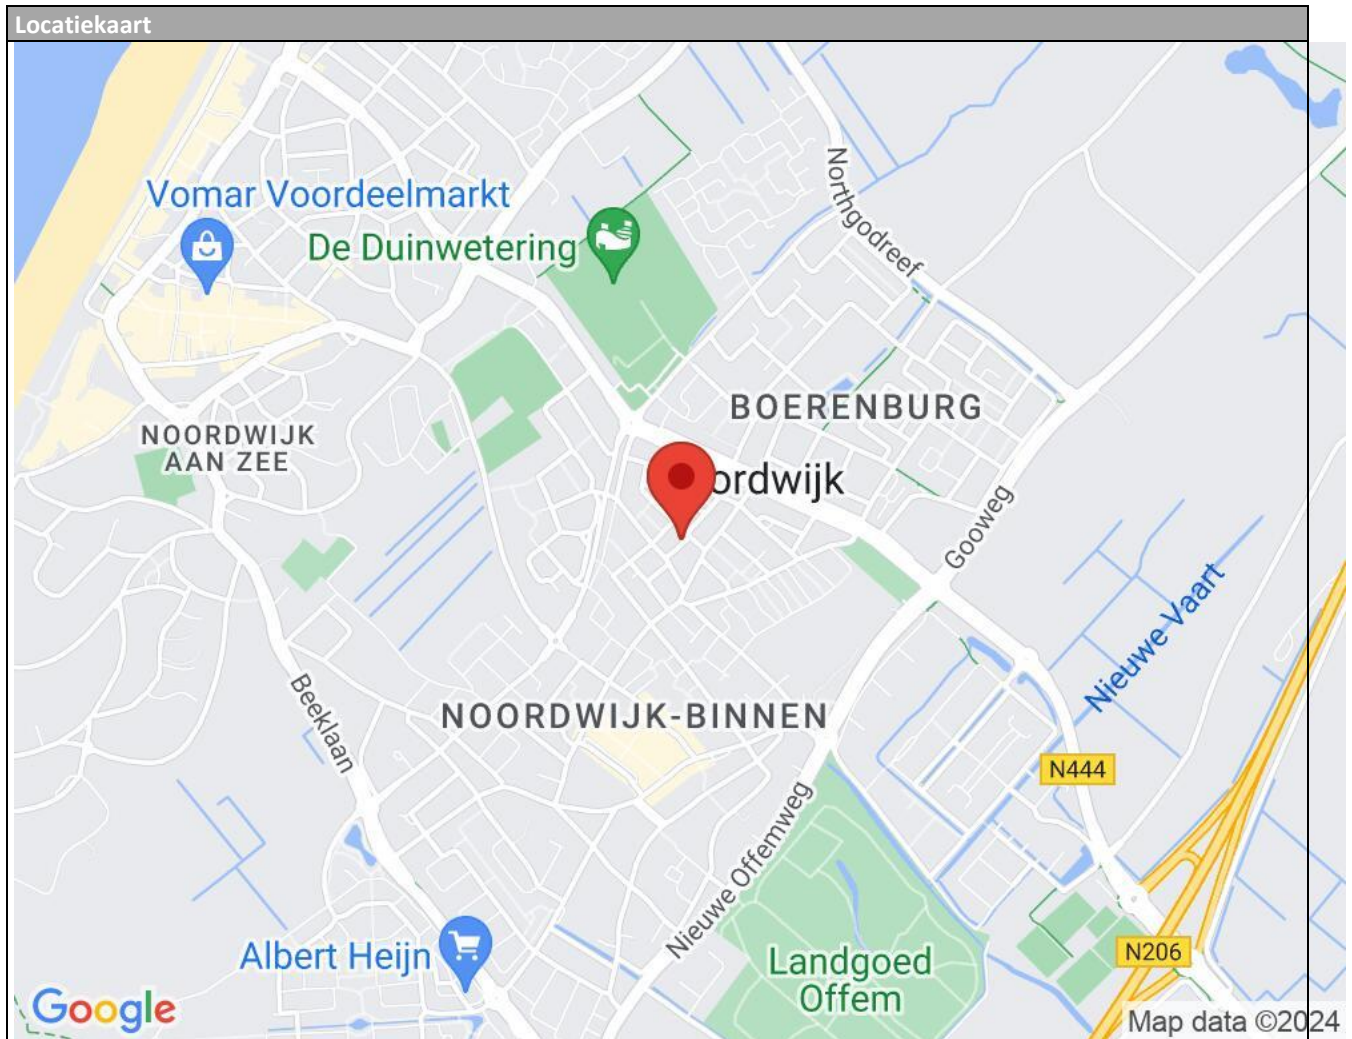 Locatiekaart
Vomar Voordeelmarkt
De Duinwetering
Northgodreef
BOERENBURG
NOORDWIJK
AAN ZEE
ordwijk
Gooweg
Nieuwe Vaart
Beeklaan
NOORDWIJK-BINNEN
N444
Nieuwe Offemweg
Albert Heijn
Landgoed
Offem
N206
Google
Map data ©2024